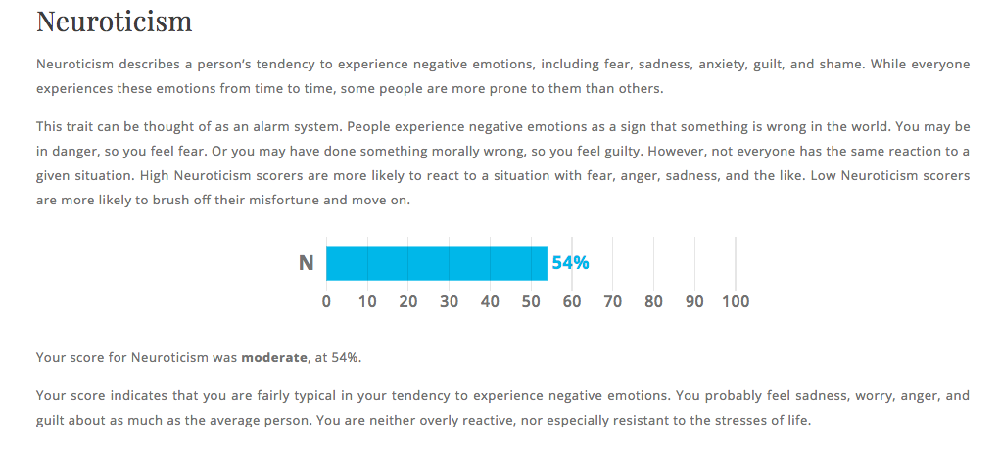 Neuroticism
Neuroticism describes a person's tendency to experience negative emotions, including fear, sadness, anxiety, guilt, and shame. While everyone
experiences these emotions from time to time, some people are more prone to them than others.
This trait can be thought of as an alarm system. People experience negative emotions as a sign that something is wrong in the world. You may be
in danger, so you feel fear. Or you may have done something morally wrong, so you feel guilty. However, not everyone has the same reaction to a
given situation. High Neuroticism scorers are more likely to react to a situation with fear, anger, sadness, and the like. Low Neuroticism scorers
are more likely to brush off their misfortune and move on.
N 54%
0 10 20 30 40 50 60 70 80 90 100
Your score for Neuroticism was moderate, at 54%.
Your score indicates that you are fairly typical in your tendency to experience negative emotions. You probably feel sadness, worry, anger, and
guilt about as much as the average person. You are neither overly reactive, nor especially resistant to the stresses of life.